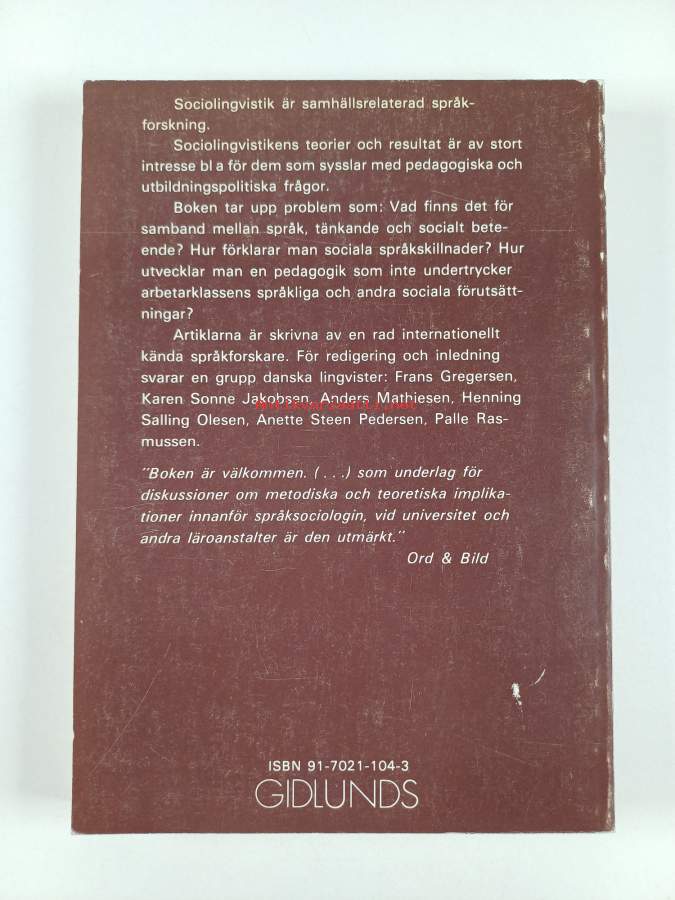 Sociolingvistik är samhällsrelaterad språk-
forskning.
Sociolingvistikens teorier och resultat är av stort
intresse bl a för dem som sysslar med pedagogiska och
utbildningspolitiska frågor.
Boken tar upp problem som: Vad finns det för
samband mellan språk, tänkande och socialt bete-
ende? Hur förklarar man sociala språkskillnader? Hur
utvecklar man en pedagogik som inte undertrycker
arbetarklassens språkliga och andra sociala förutsätt-
ningar?
Artiklarna är skrivna av en rad internationellt
kända språkforskare. För redigering och inledning
svarar en grupp danska lingvister: Frans Gregersen,
Karen Sonne Jakobsen, Anders Mathiesen, Henning
Salling Olesen, Anette Steen Pedersen, Palle Ras-
mussen.
"Boken är välkommen. (...) som underlag för
diskussioner om metodiska och teoretiska implika-
tioner innanför språksociologin, vid universitet och
andra läroanstalter är den utmärkt."
Ord & Bild
ISBN 91-7021-104-3
GIDLUNDS